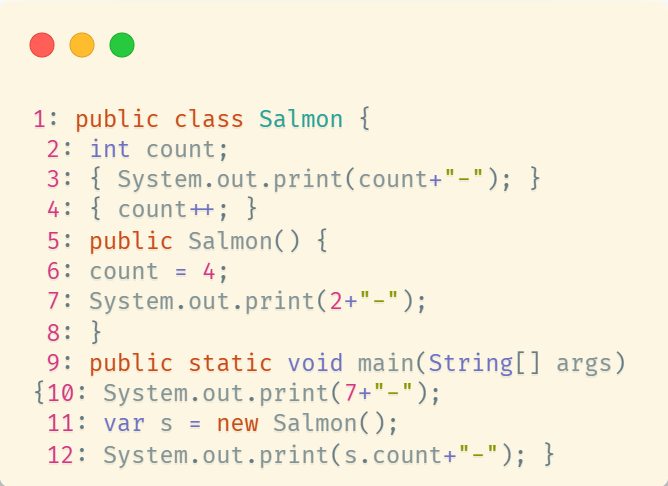 1: public class Salmon {
2: int count;
3: { System.out.print(count+"-"); }
4: { count++; }
5: public Salmon() {
6: count = 4;
7: System.out.print(2+"-");
8: }
9: public static void main(String[] args)
{10: System.out.print(7+"-");
11: var s = new Salmon();
12: System.out.print(s.count+"-"); }